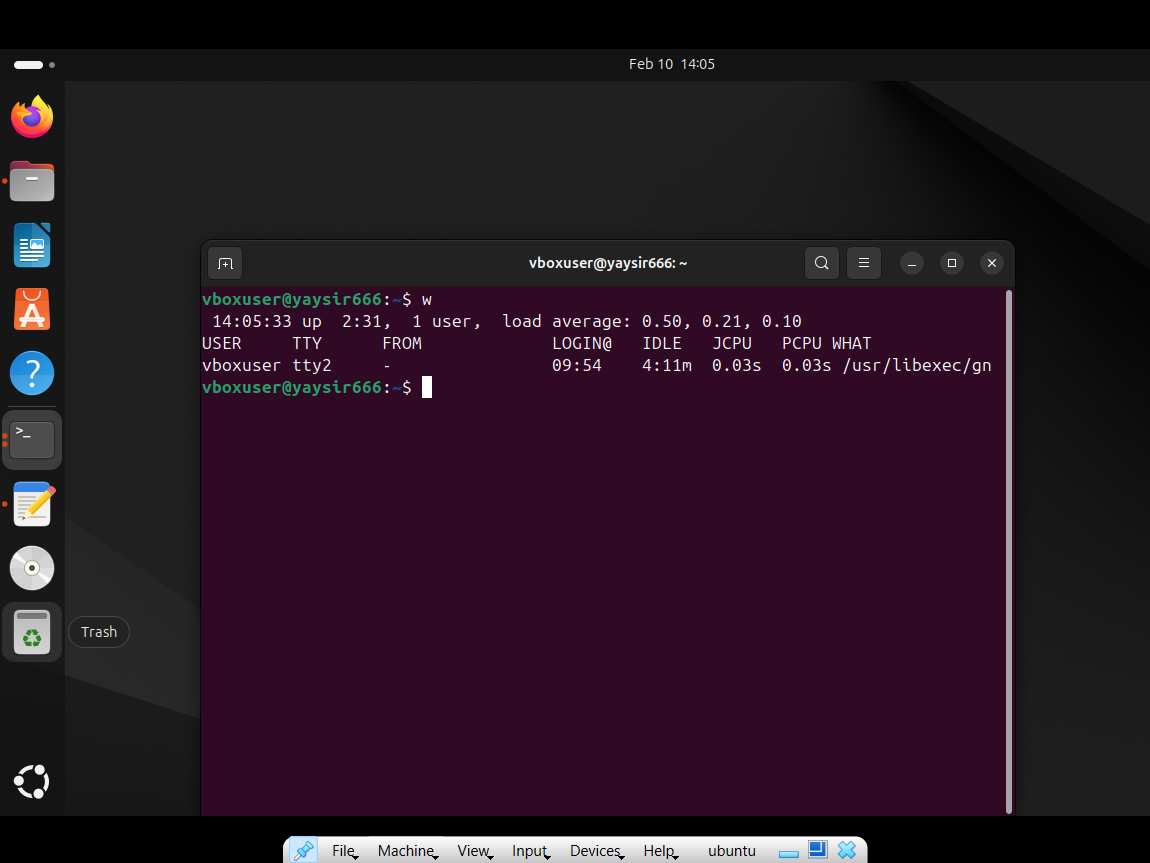 Feb 10 14:05
vboxuser@yaysir666: ~
vboxuser@yaysir666:~$ w
 14:05:33 up  2:31,  1 user,  load average: 0.50, 0.21, 0.10
USER     TTY      FROM             LOGIN@   IDLE   JCPU   PCPU WHAT
vboxuser tty2     -                09:54    4:11m  0.03s  0.03s /usr/libexec/gn
vboxuser@yaysir666:~$
>_
?
Trash
File Machine View Input Devices Help ubuntu